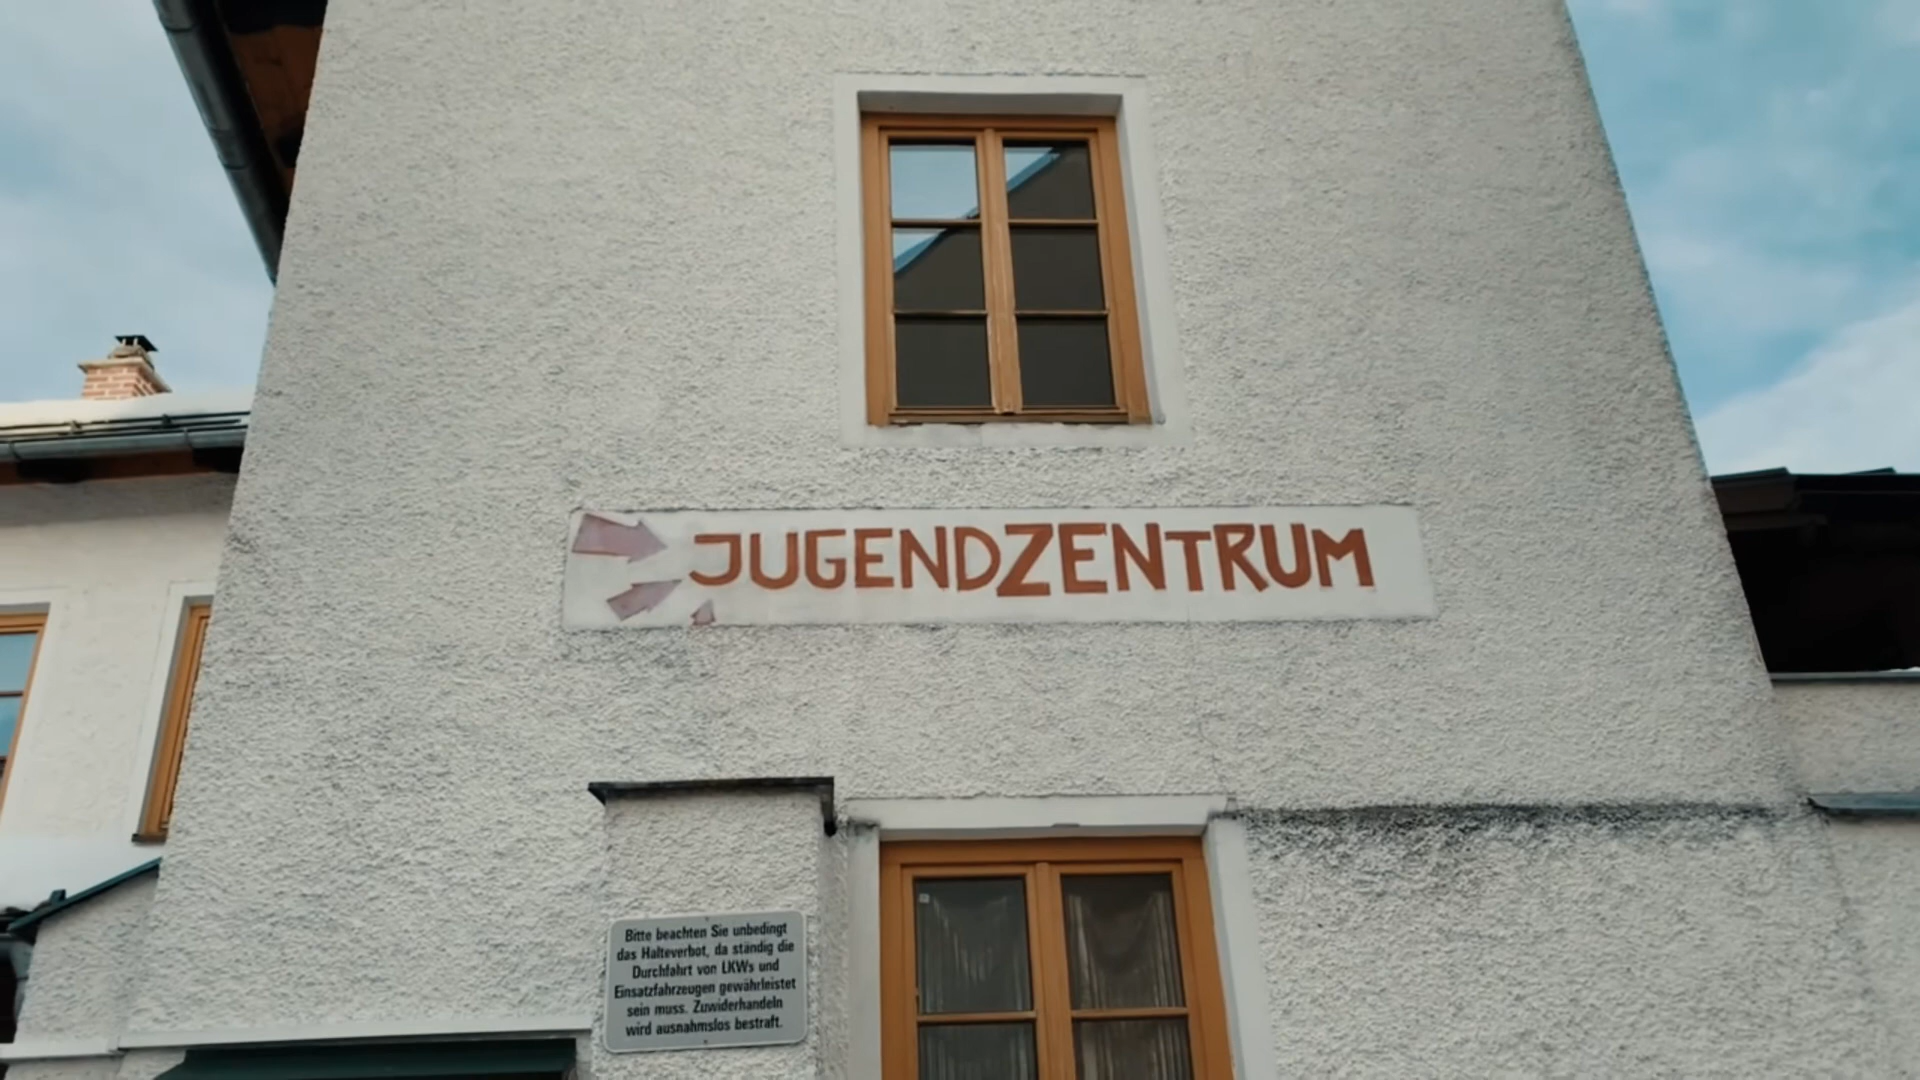 JUGENDZENTRUM
Bitte beachten Sie unbedingt
das Halteverbot, da ständig die
Durchfahrt von LKWs und
Einsatzfahrzeugen gewährleistet
sein muss. Zuwiderhandeln
wird ausnahmslos bestraft.